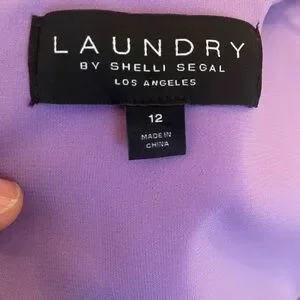 LAUNDRY
BY SHELLI SEGAL
LOS ANGELES
12
MADE IN
CHINA